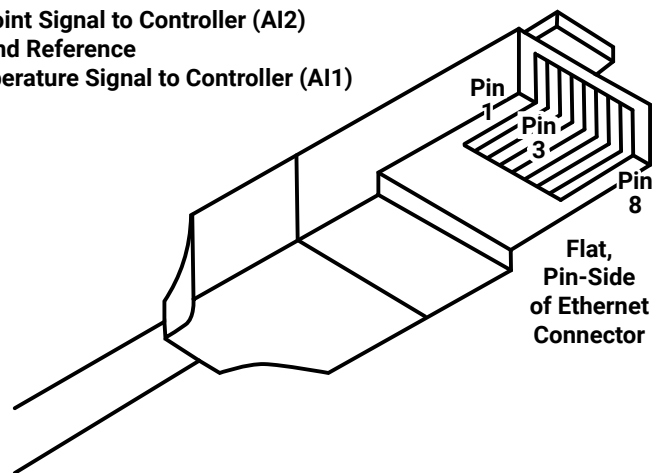 oint Signal to Controller (AI2)
nd Reference
perature Signal to Controller (AI1)
Pin
1
Pin
3
Pin
8
Flat,
Pin-Side
of Ethernet
Connector